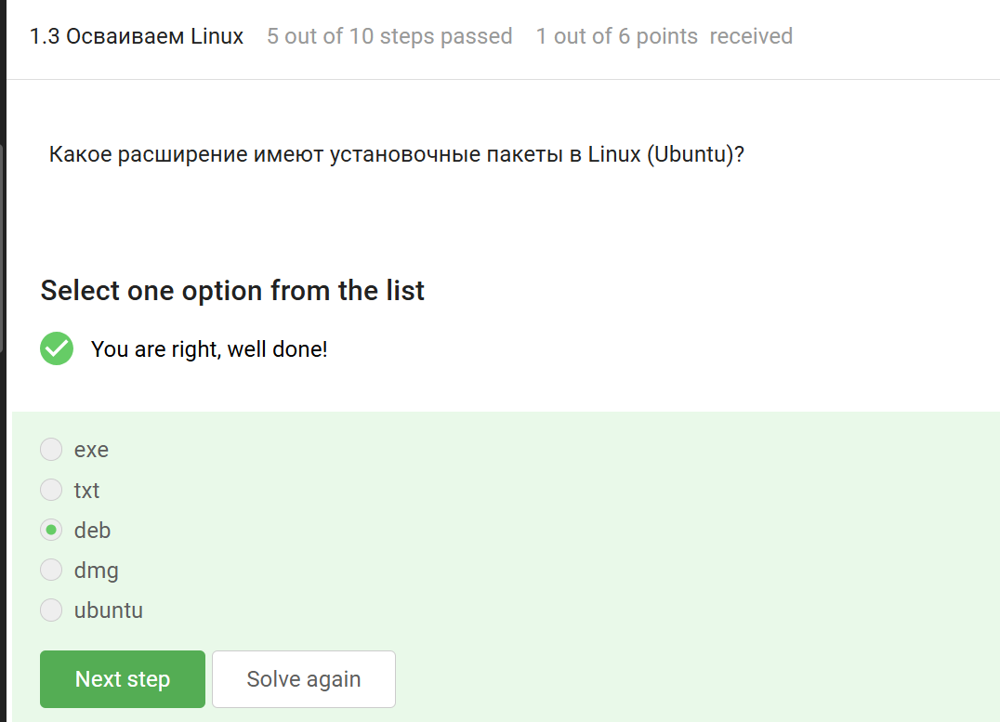 1.3 Осваиваем Linux 5 out of 10 steps passed 1 out of 6 points received
Какое расширение имеют установочные пакеты в Linux (Ubuntu)?
Select one option from the list
You are right, well done!
exe
txt
deb
dmg
ubuntu
Next step Solve again